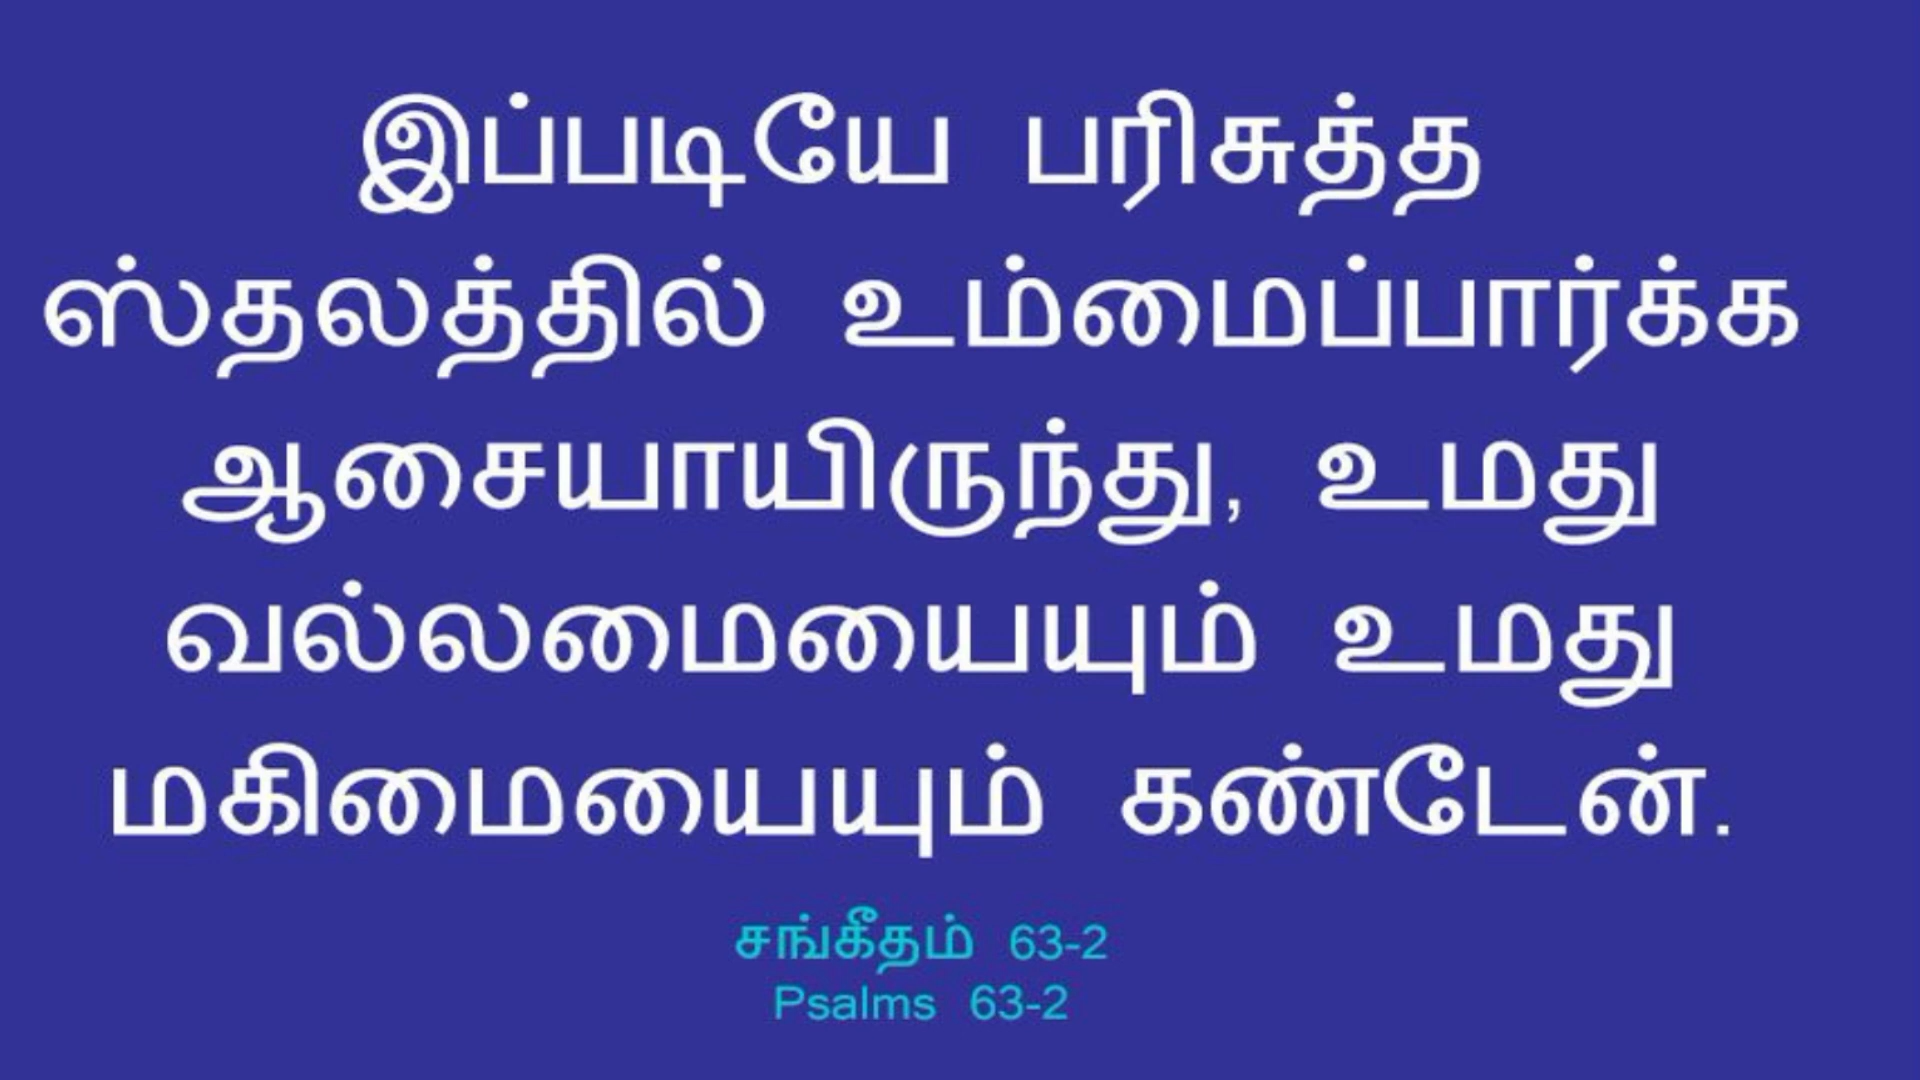 இப்படியே பரிசுத்த
ஸ்தலத்தில் உம்மைப்பார்க்க
ஆசையாயிருந்து, உமது
வல்லமையையும் உமது
மகிமையையும் கண்டேன்.
சங்கீதம் 63-2
Psalms 63-2